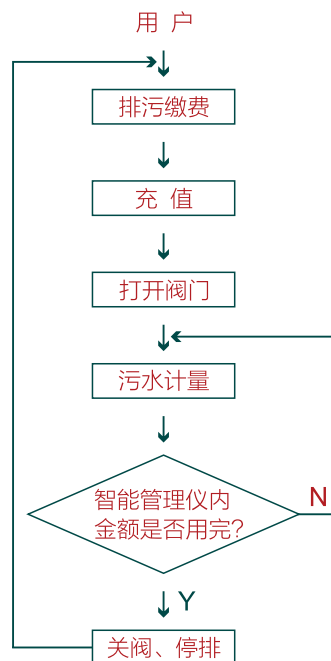 用 户
排污缴费
充 值
打开阀门
污水计量
智能管理仪内
金额是否用完?
N
Y
关阀、停排